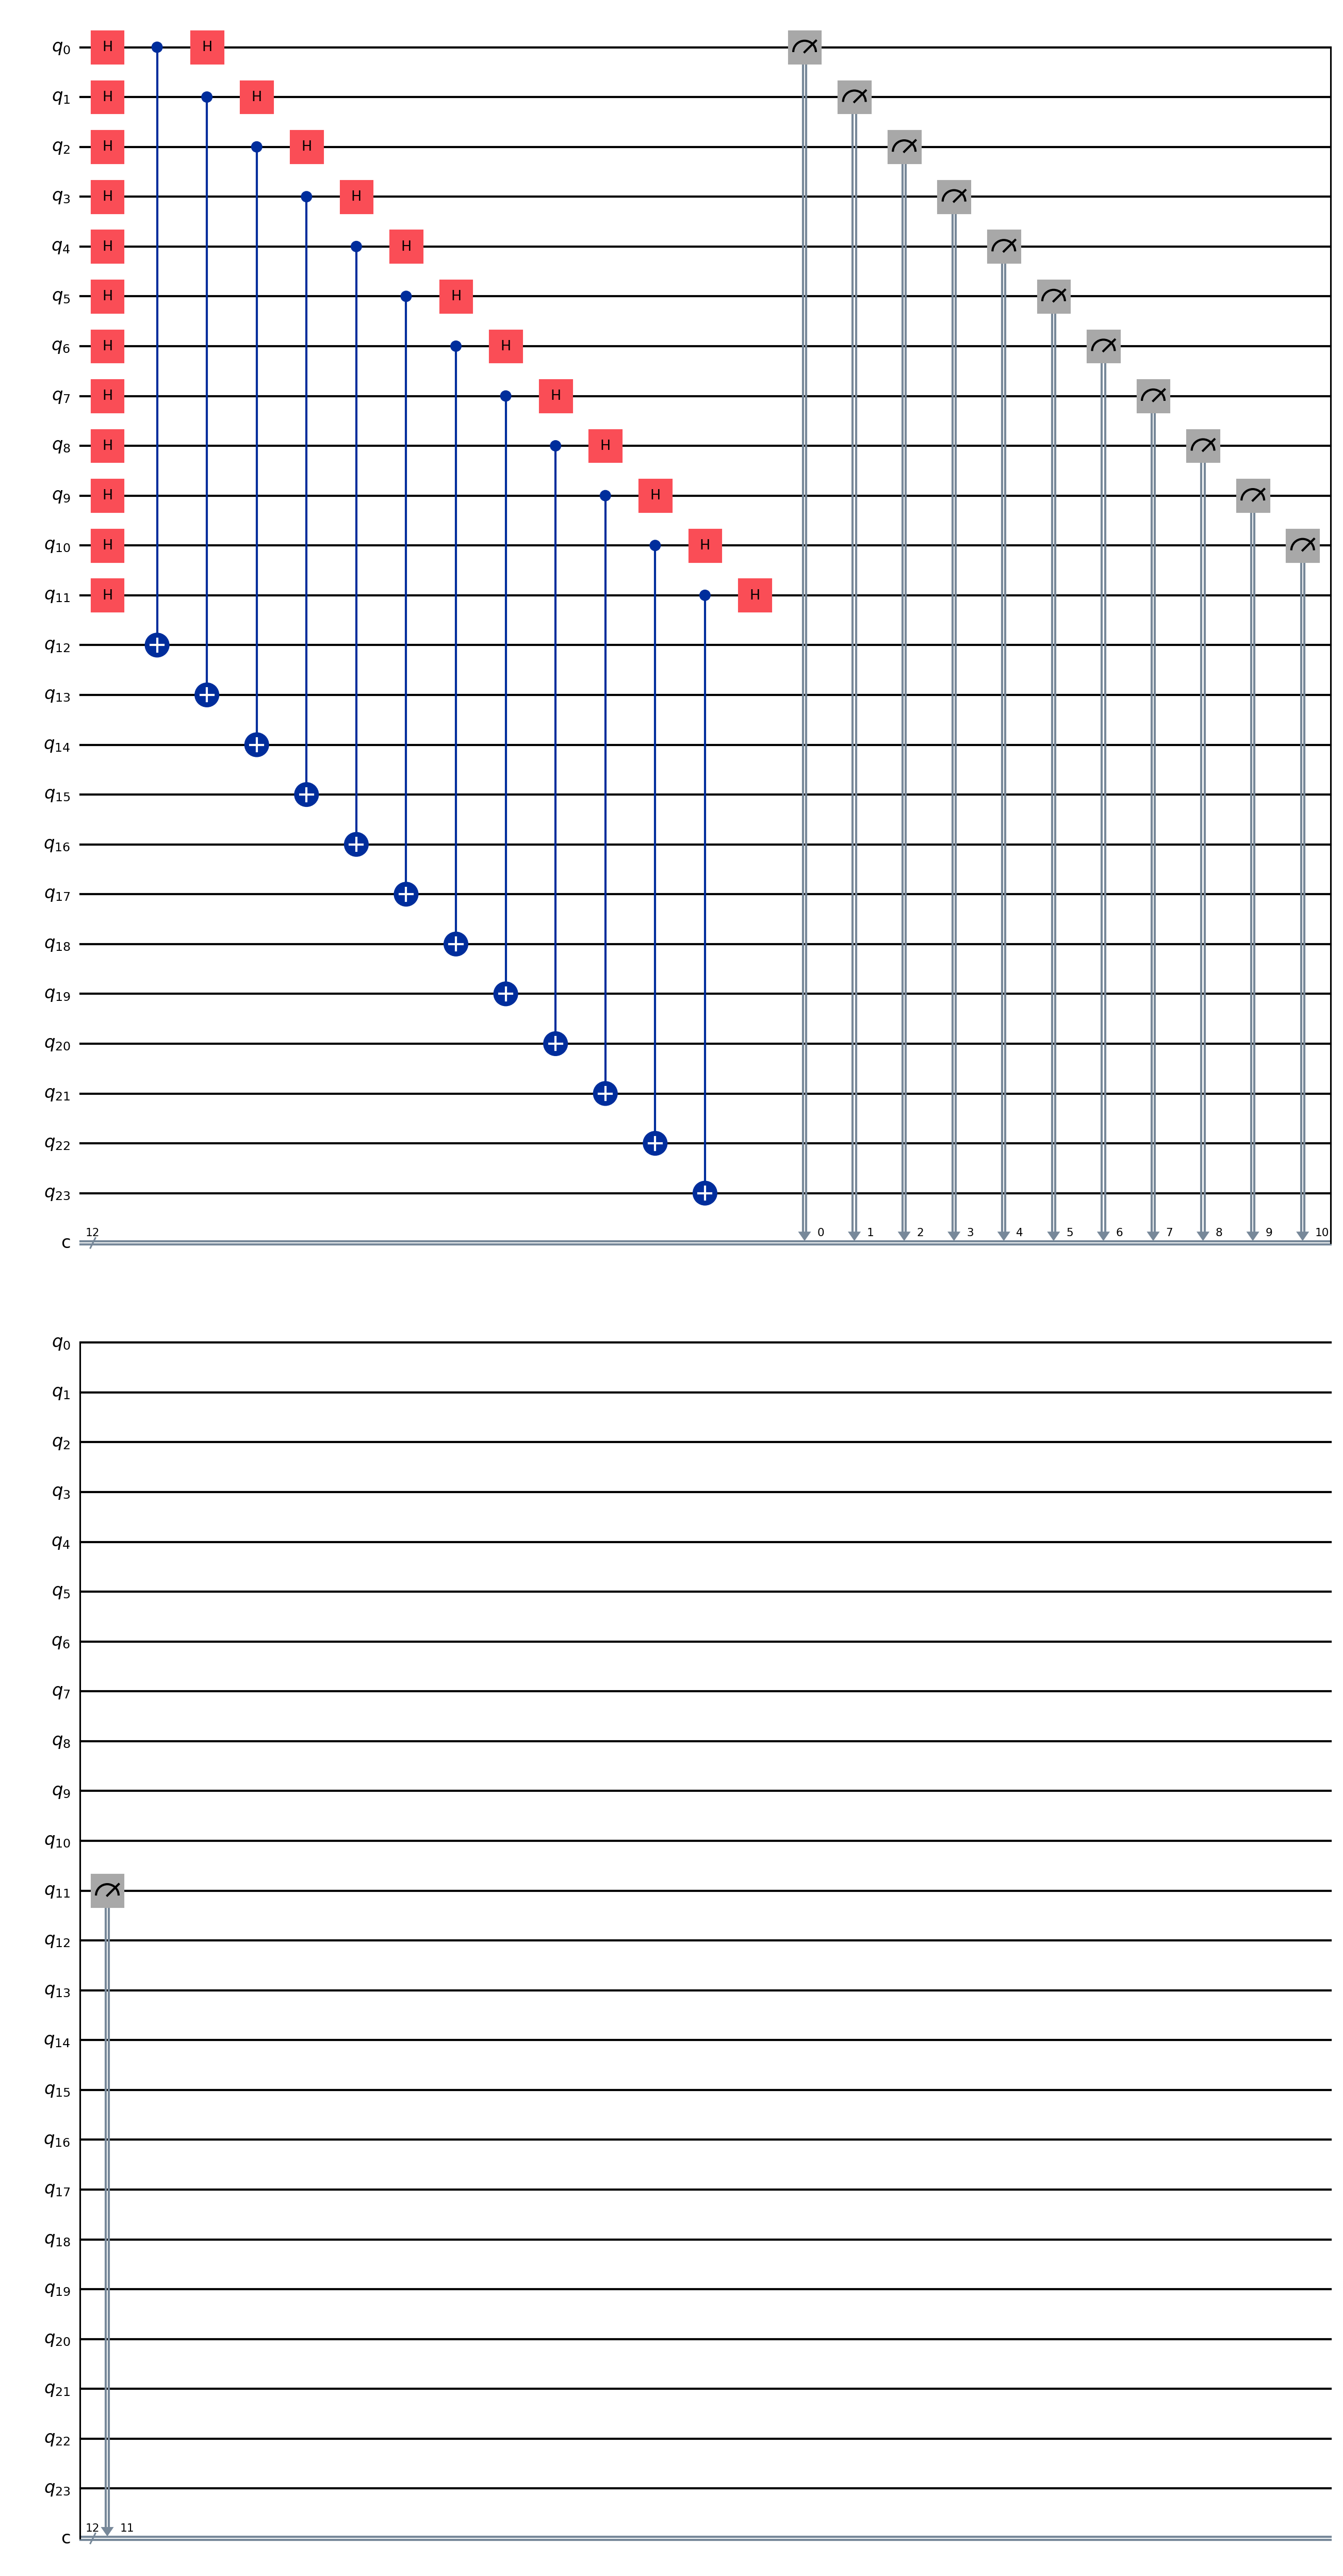 q0 H H
q1 H H
q2 H H
q3 H H
q4 H H
q5 H H
q6 H H
q7 H H
q8 H H
q9 H H
q10 H H
q11 H H
q12
q13
q14
q15
q16
q17
q18
q19
q20
q21
q22
q23
c 12 0 1 2 3 4 5 6 7 8 9 10
q0
q1
q2
q3
q4
q5
q6
q7
q8
q9
q10
q11
q12
q13
q14
q15
q16
q17
q18
q19
q20
q21
q22
q23
c 12 11